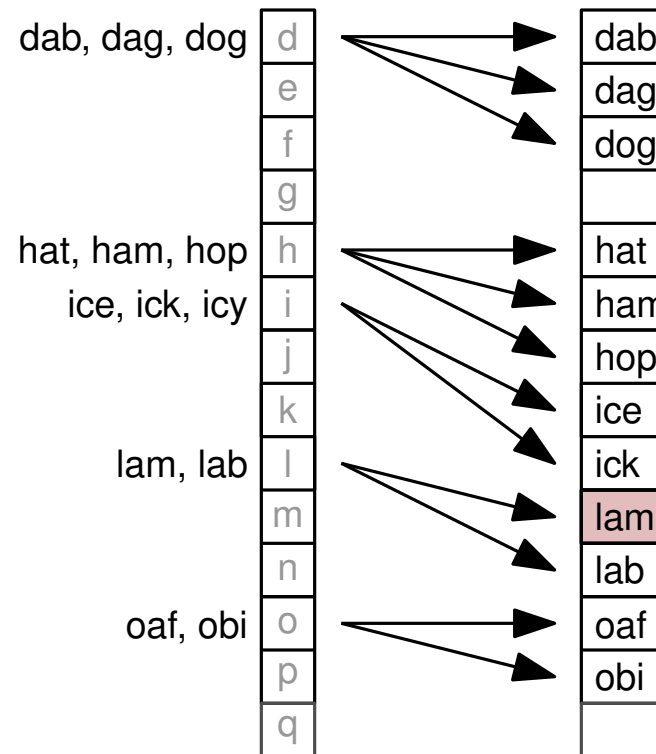 dab, dag, dog d dab
e dag
f dog
g
hat, ham, hop h hat
ice, ick, icy i ham
j hop
k ice
lam, lab l ick
m lam
n lab
oaf, obi o oaf
p obi
q